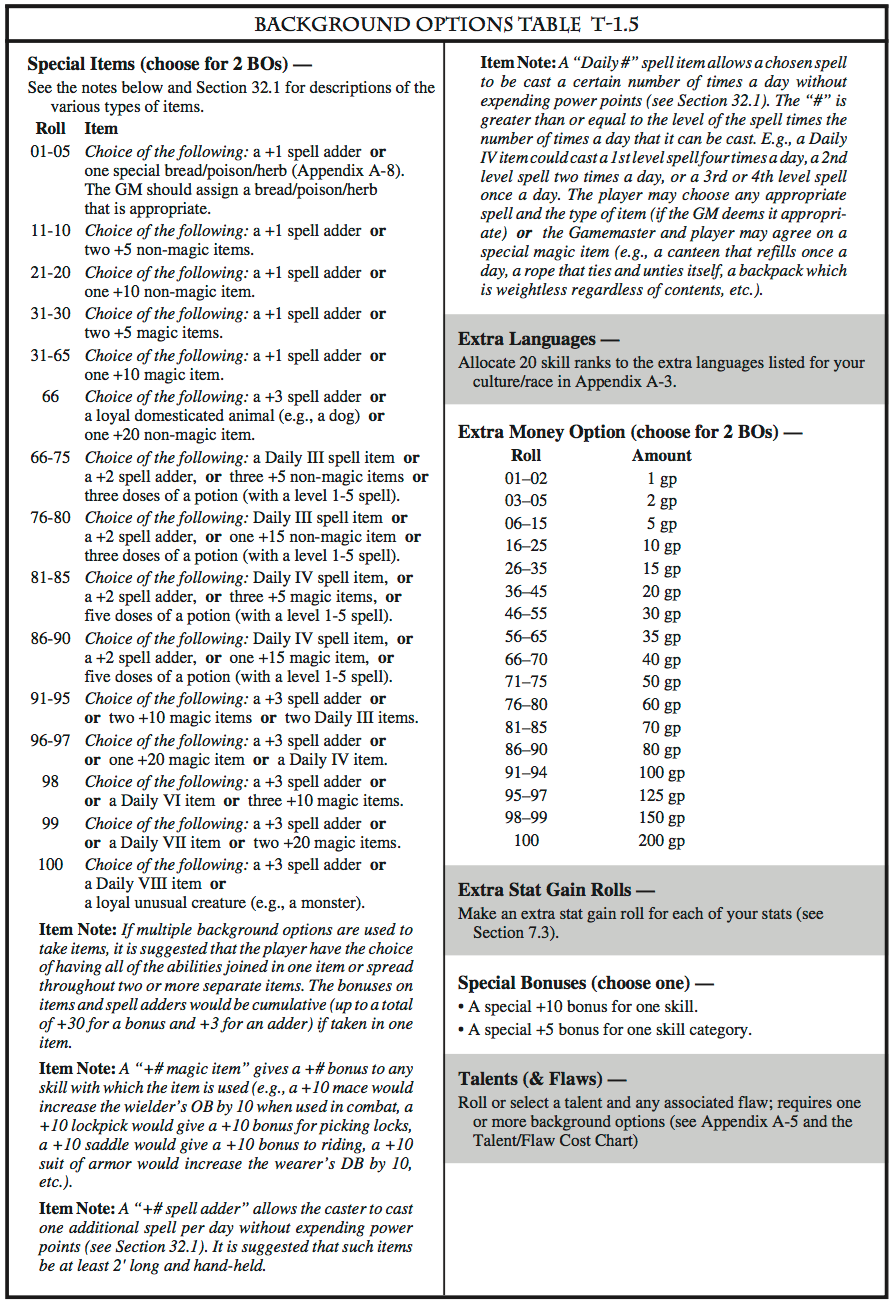 BACKGROUND OPTIONS TABLE T-1.5
Special Items (choose for 2 BOs) —
See the notes below and Section 32.1 for descriptions of the
various types of items.
Roll Item
01-05 Choice of the following: a +1 spell adder or
one special bread/poison/herb (Appendix A-8).
The GM should assign a bread/poison/herb
that is appropriate.
11-10 Choice of the following: a +1 spell adder or
two +5 non-magic items.
21-20 Choice of the following: a +1 spell adder or
one +10 non-magic item.
31-30 Choice of the following: a +1 spell adder or
two +5 magic items.
31-65 Choice of the following: a +1 spell adder or
one +10 magic item.
66 Choice of the following: a +3 spell adder or
a loyal domesticated animal (e.g., a dog) or
one +20 non-magic item.
66-75 Choice of the following: a Daily III spell item or
a +2 spell adder, or three +5 non-magic items or
three doses of a potion (with a level 1-5 spell).
76-80 Choice of the following: Daily III spell item or
a +2 spell adder, or one +15 non-magic item or
three doses of a potion (with a level 1-5 spell).
81-85 Choice of the following: Daily IV spell item, or
a +2 spell adder, or three +5 magic items, or
five doses of a potion (with a level 1-5 spell).
86-90 Choice of the following: Daily IV spell item, or
a +2 spell adder, or one +15 magic item, or
five doses of a potion (with a level 1-5 spell).
91-95 Choice of the following: a +3 spell adder or
or two +10 magic items or two Daily III items.
96-97 Choice of the following: a +3 spell adder or
or one +20 magic item or a Daily IV item.
98 Choice of the following: a +3 spell adder or
or a Daily VI item or three +10 magic items.
99 Choice of the following: a +3 spell adder or
or a Daily VII item or two +20 magic items.
100 Choice of the following: a +3 spell adder or
a Daily VIII item or
a loyal unusual creature (e.g., a monster).
Item Note: If multiple background options are used to
take items, it is suggested that the player have the choice
of having all of the abilities joined in one item or spread
throughout two or more separate items. The bonuses on
items and spell adders would be cumulative (up to a total
of +30 for a bonus and +3 for an adder) if taken in one
item.
Item Note: A “+# magic item” gives a +# bonus to any
skill with which the item is used (e.g., a +10 mace would
increase the wielder's OB by 10 when used in combat, a
+10 lockpick would give a +10 bonus for picking locks,
a +10 saddle would give a +10 bonus to riding, a +10
suit of armor would increase the wearer's DB by 10,
etc.).
Item Note: A “+# spell adder” allows the caster to cast
one additional spell per day without expending power
points (see Section 32.1). It is suggested that such items
be at least 2' long and hand-held.
Item Note: A “Daily #” spell item allows a chosen spell
to be cast a certain number of times a day without
expending power points (see Section 32.1). The “#” is
greater than or equal to the level of the spell times the
number of times a day that it can be cast. E.g., a Daily
IV item could cast a 1st level spell four times a day, a 2nd
level spell two times a day, or a 3rd or 4th level spell
once a day. The player may choose any appropriate
spell and the type of item (if the GM deems it appropri-
ate) or the Gamemaster and player may agree on a
special magic item (e.g., a canteen that refills once a
day, a rope that ties and unties itself, a backpack which
is weightless regardless of contents, etc.).
Extra Languages —
Allocate 20 skill ranks to the extra languages listed for your
culture/race in Appendix A-3.
Extra Money Option (choose for 2 BOs) —
Roll Amount
01–02 1 gp
03–05 2 gp
06–15 5 gp
16–25 10 gp
26–35 15 gp
36–45 20 gp
46–55 30 gp
56–65 35 gp
66–70 40 gp
71–75 50 gp
76–80 60 gp
81–85 70 gp
86–90 80 gp
91–94 100 gp
95–97 125 gp
98–99 150 gp
100 200 gp
Extra Stat Gain Rolls —
Make an extra stat gain roll for each of your stats (see
Section 7.3).
Special Bonuses (choose one) —
• A special +10 bonus for one skill.
• A special +5 bonus for one skill category.
Talents (& Flaws) —
Roll or select a talent and any associated flaw; requires one
or more background options (see Appendix A-5 and the
Talent/Flaw Cost Chart)